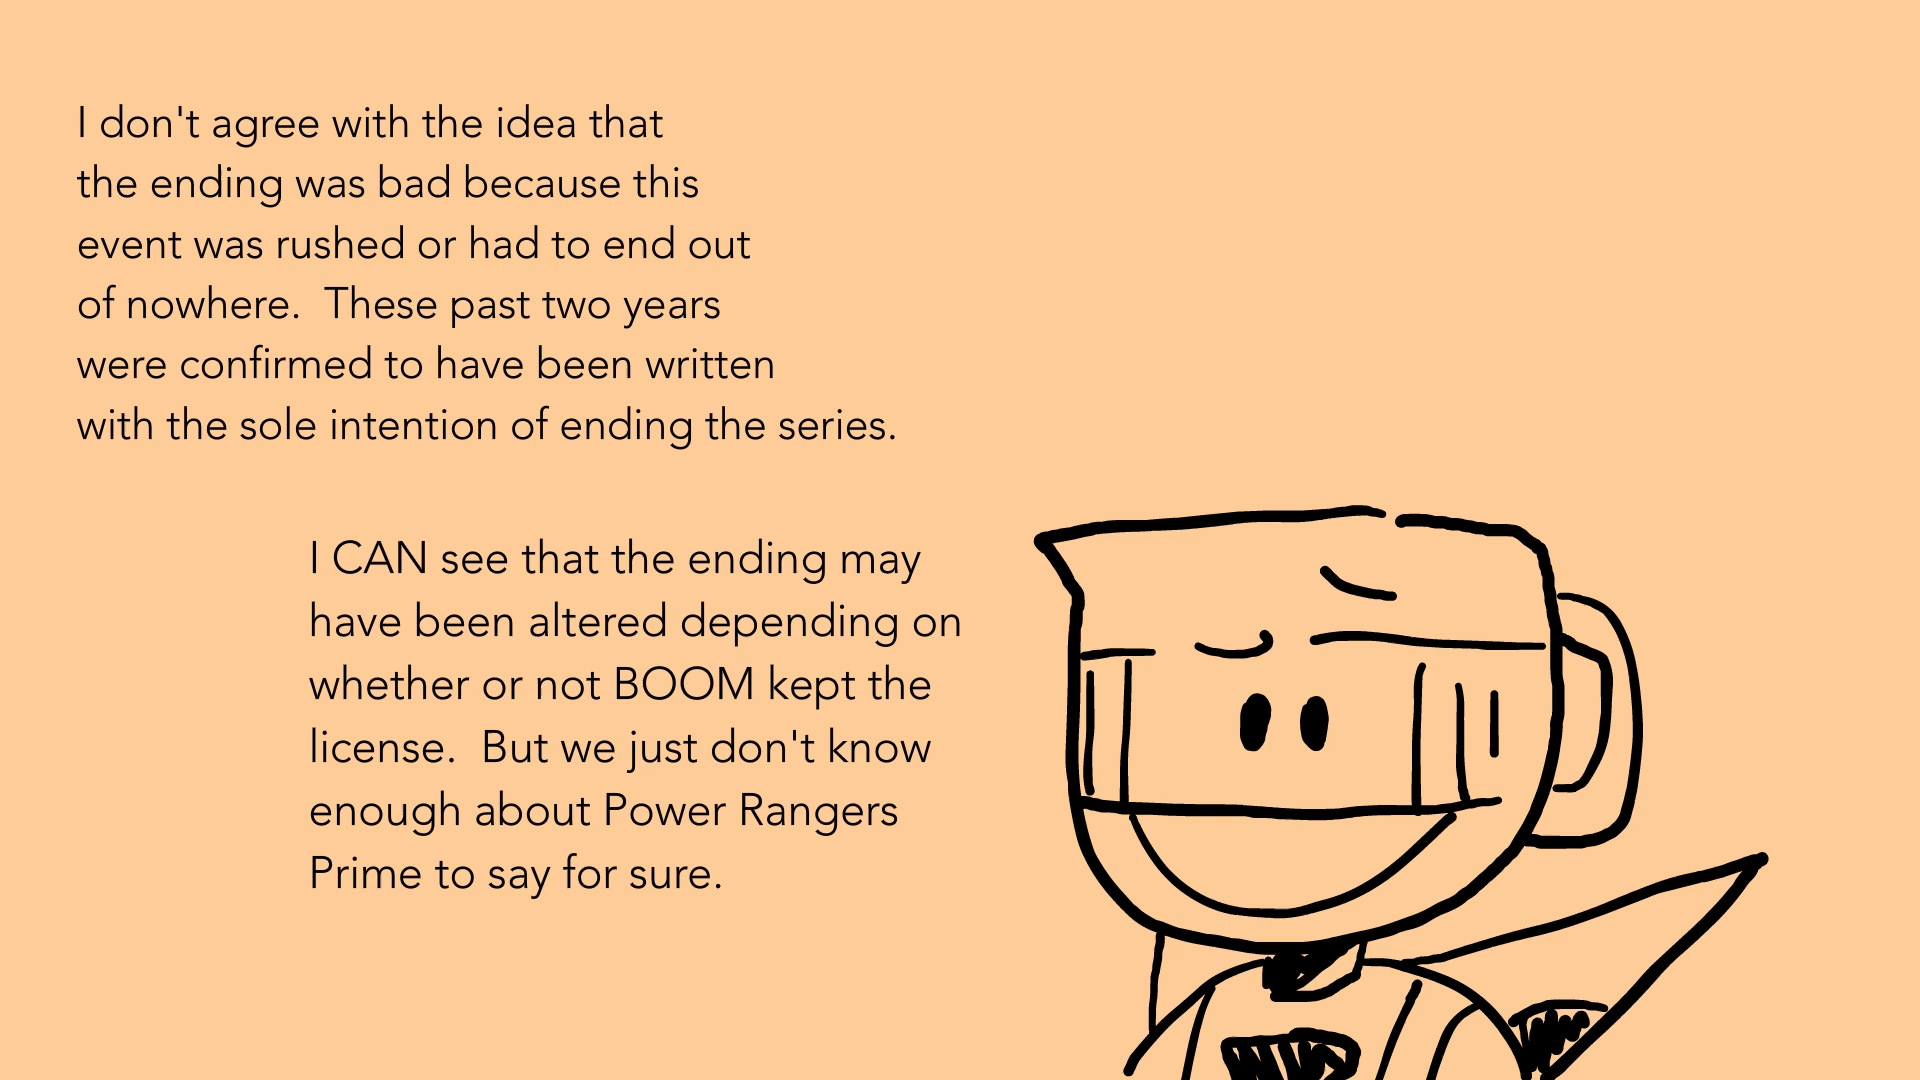 I don't agree with the idea that
the ending was bad because this
event was rushed or had to end out
of nowhere.  These past two years
were confirmed to have been written
with the sole intention of ending the series.
I CAN see that the ending may
have been altered depending on
whether or not BOOM kept the
license.  But we just don't know
enough about Power Rangers
Prime to say for sure.